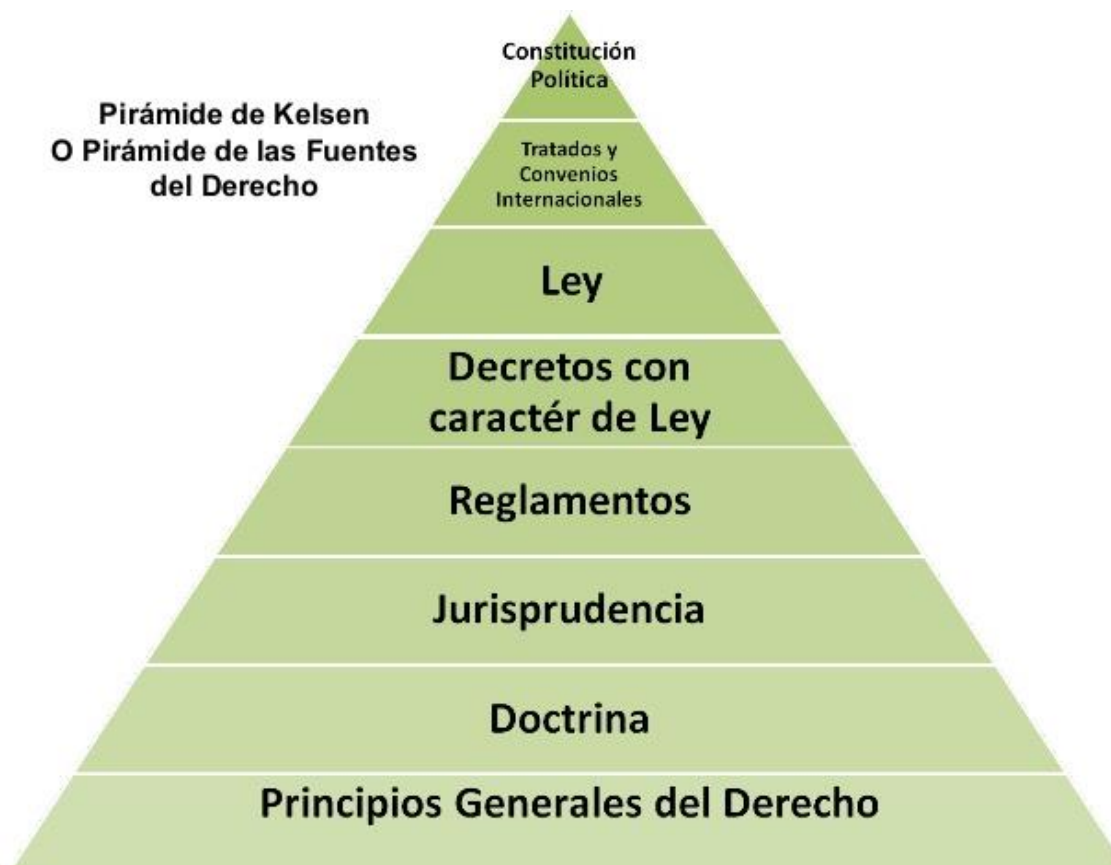 Constitución
Política
Pirámide de Kelsen
O Pirámide de las Fuentes
del Derecho
Tratados y
Convenios
Internacionales
Ley
Decretos con
caractér de Ley
Reglamentos
Jurisprudencia
Doctrina
Principios Generales del Derecho